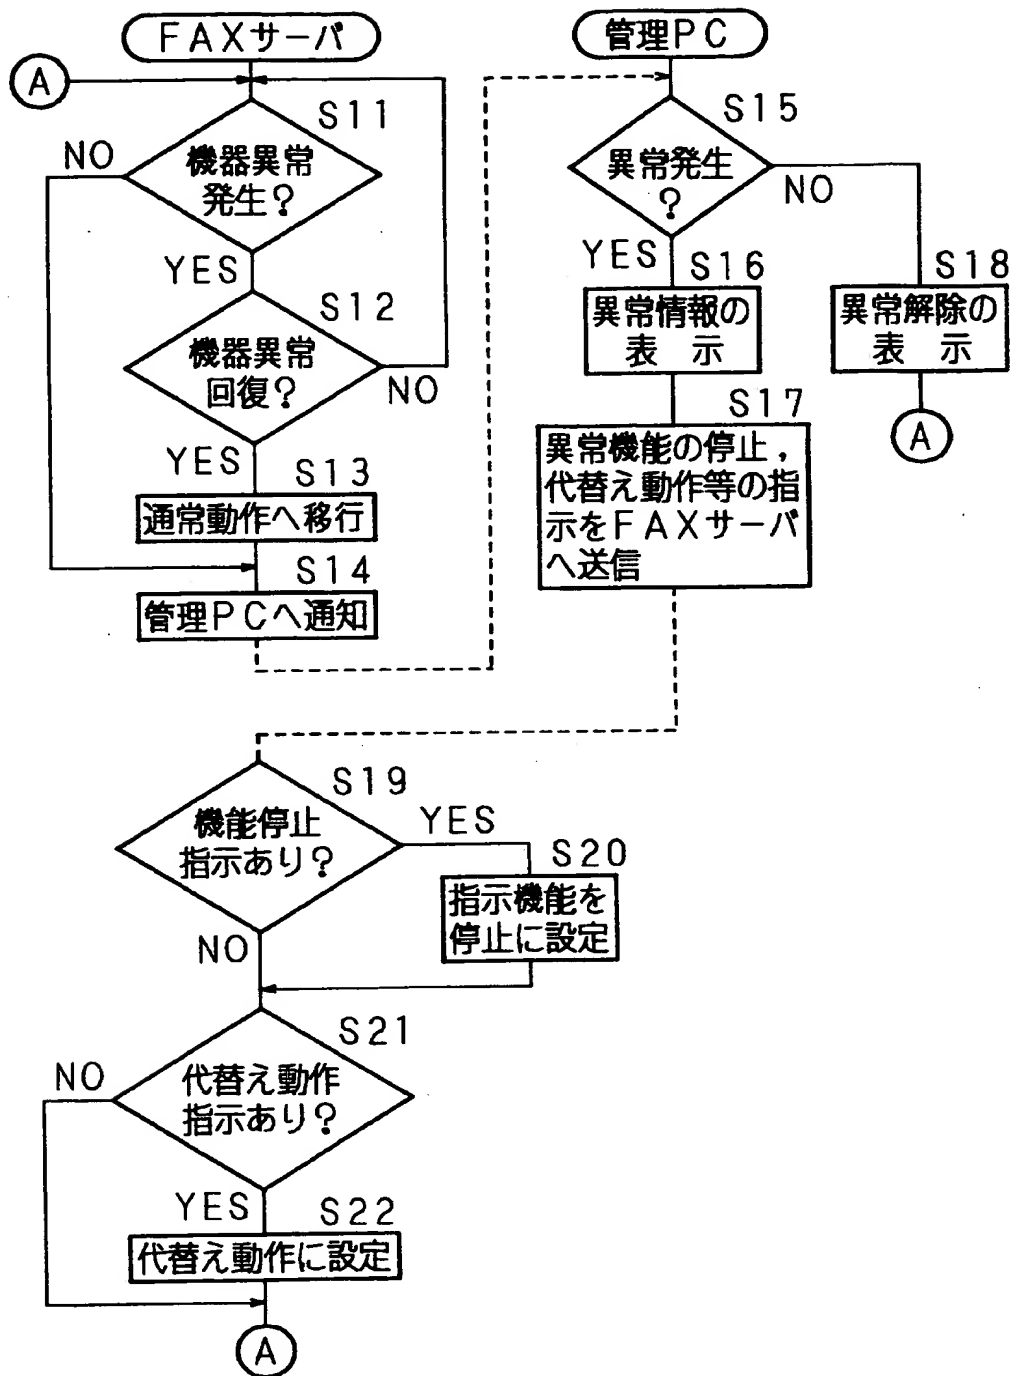 FAXサーバ
A
S11
機器異常
発生?
NO
YES
S12
機器異常
回復?
NO
YES
S13
通常動作へ移行
S14
管理PCへ通知
管理PC
S15
異常発生
?
NO
YES
S16
異常情報の
表 示
S18
異常解除の
表 示
A
S17
異常機能の停止,
代替え動作等の指
示をFAXサーバ
へ送信
S19
機能停止
指示あり?
YES
S20
指示機能を
停止に設定
NO
S21
代替え動作
指示あり?
NO
YES
S22
代替え動作に設定
A